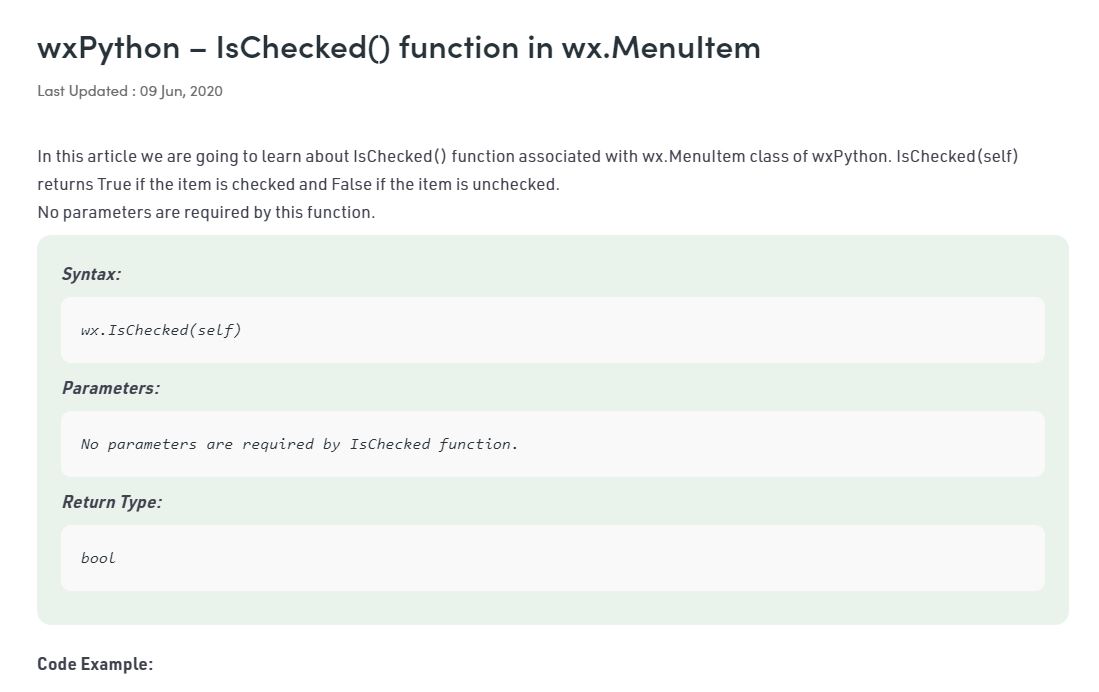 wxPython – IsChecked() function in wx.MenuItem
Last Updated : 09 Jun, 2020
In this article we are going to learn about IsChecked() function associated with wx.MenuItem class of wxPython. IsChecked(self)
returns True if the item is checked and False if the item is unchecked.
No parameters are required by this function.
Syntax:
wx.IsChecked(self)
Parameters:
No parameters are required by IsChecked function.
Return Type:
bool
Code Example: